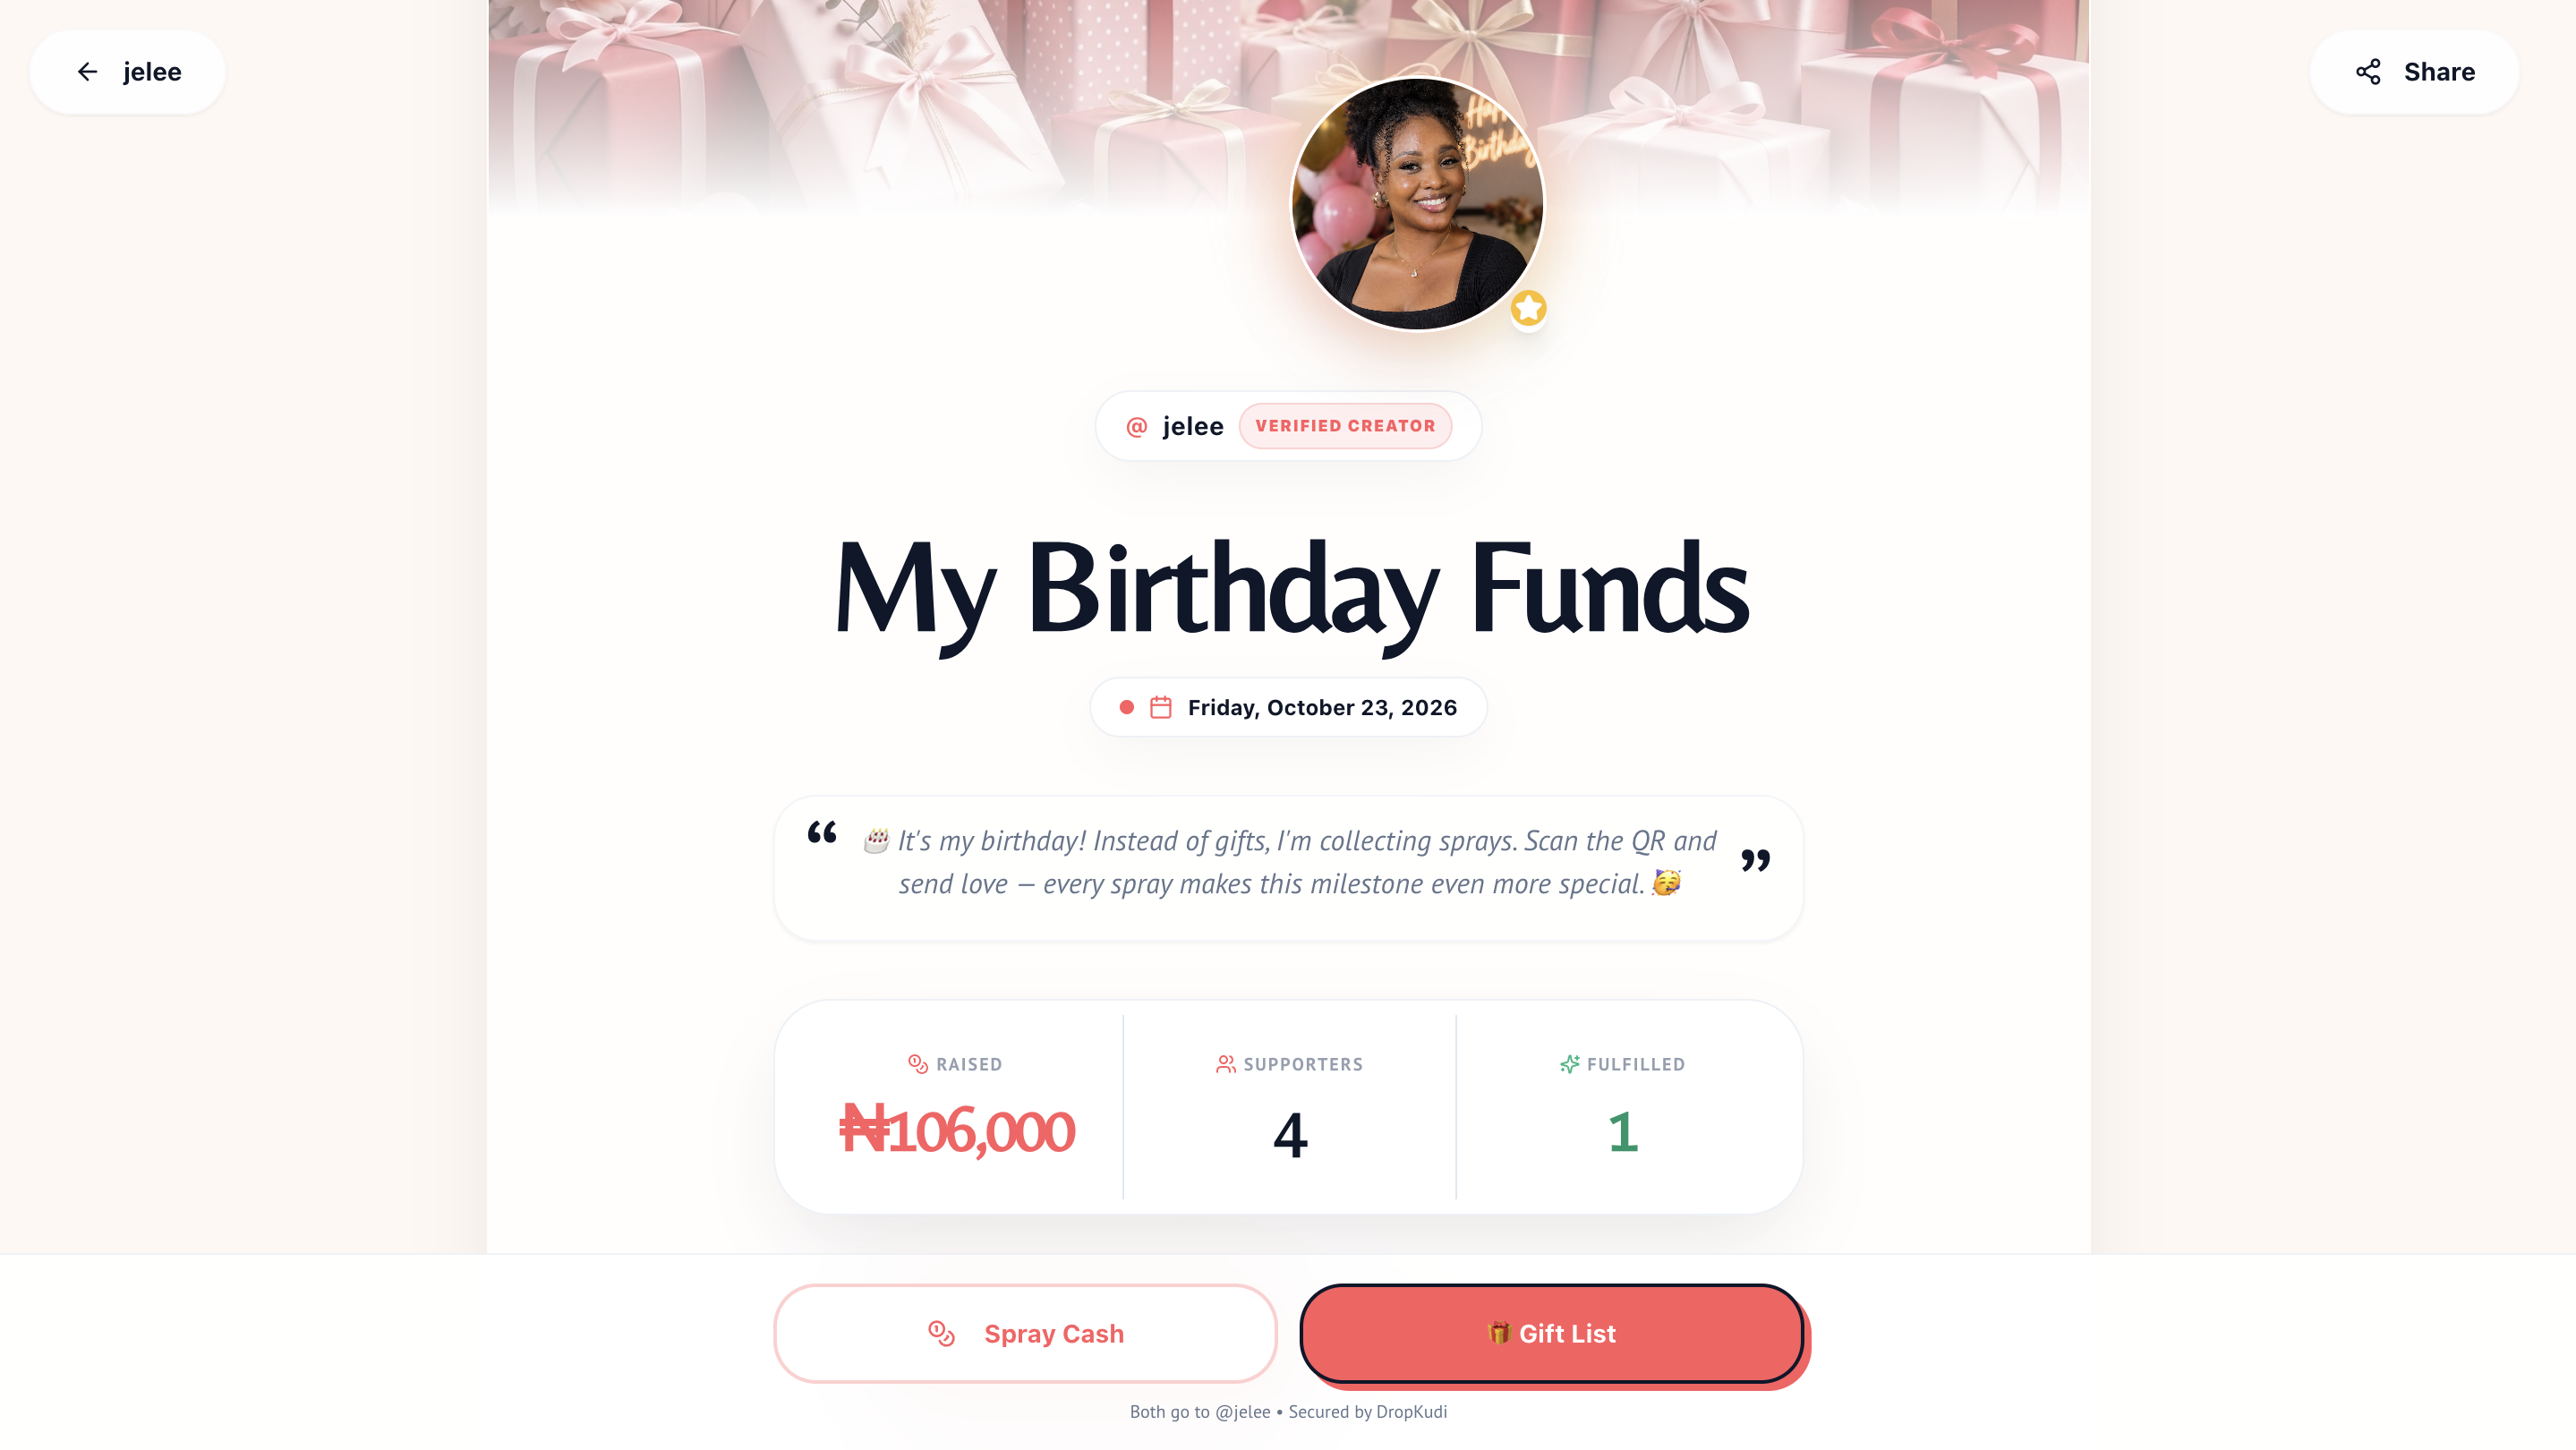 jelee
Share
Happy
Birthday
@ jelee VERIFIED CREATOR
My Birthday Funds
Friday, October 23, 2026
“ 🎂 It's my birthday! Instead of gifts, I'm collecting sprays. Scan the QR and
send love — every spray makes this milestone even more special. 🥳 ”
RAISED
₦106,000
SUPPORTERS
4
FULFILLED
1
Spray Cash
🎁 Gift List
Both go to @jelee • Secured by DropKudi